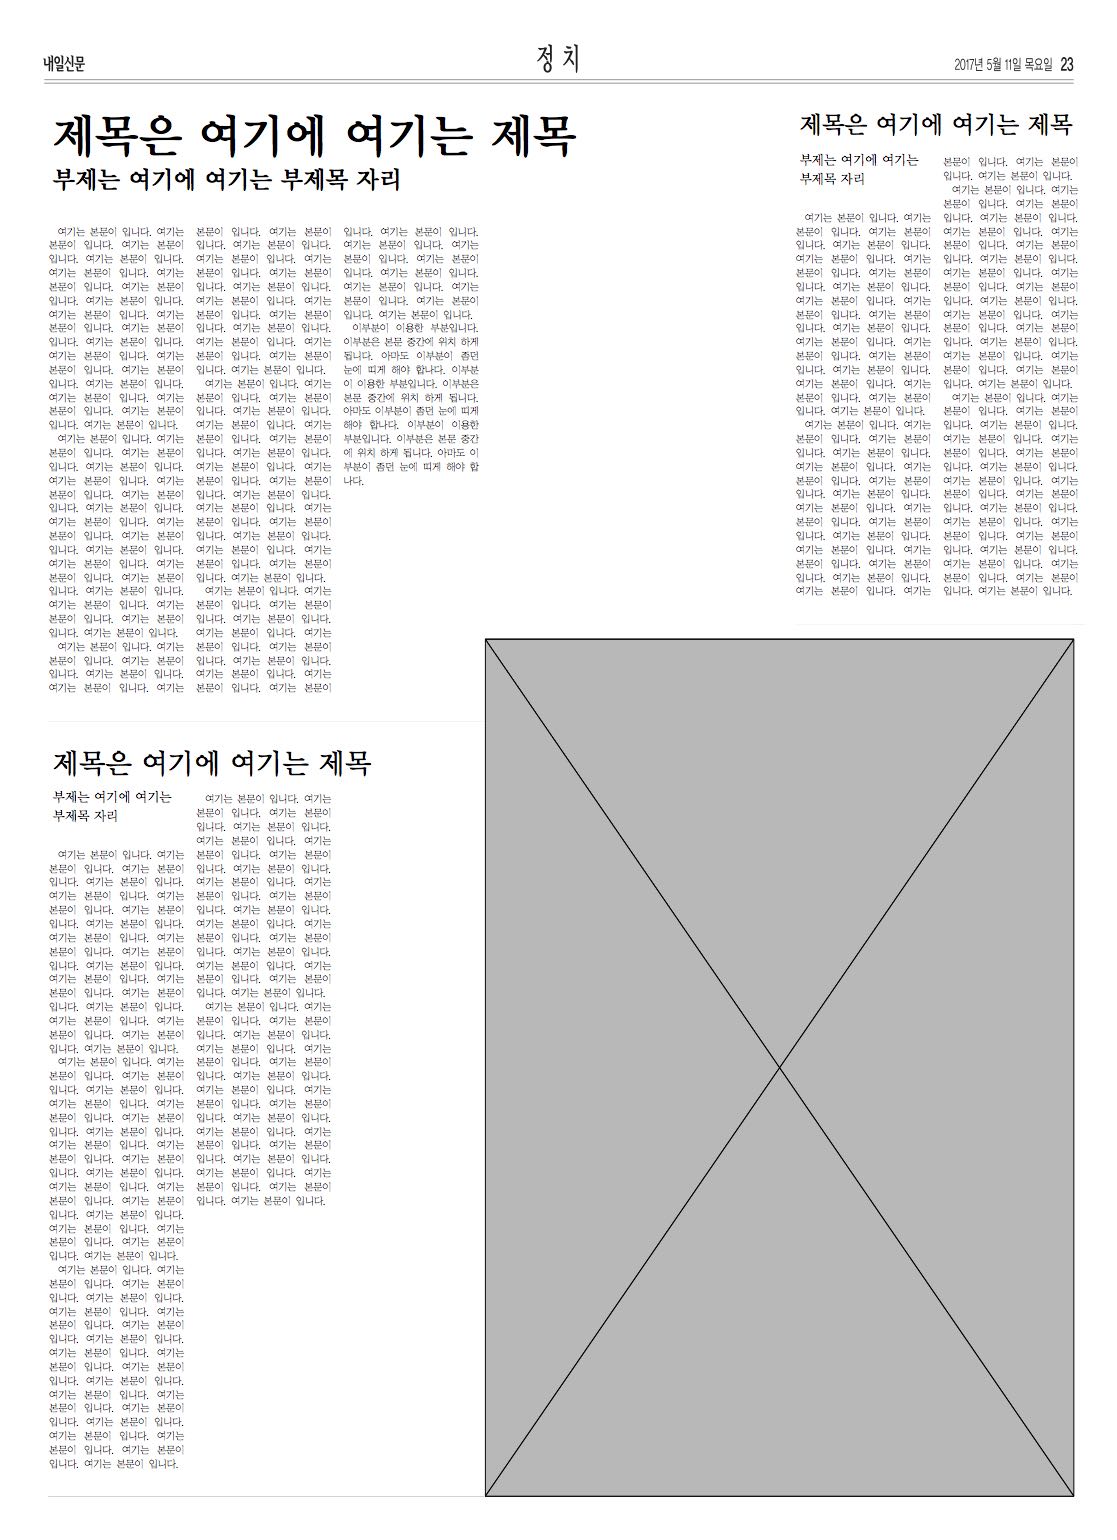 내일신문
정 치
2017년 5월 11일 목요일 23
제목은 여기에 여기는 제목
부제는 여기에 여기는 부제목 자리
여기는 본문이 입니다. 여기는
본문이 입니다. 여기는 본문이
입니다. 여기는 본문이 입니다.
여기는 본문이 입니다. 여기는
본문이 입니다. 여기는 본문이
입니다. 여기는 본문이 입니다.
여기는 본문이 입니다. 여기는
본문이 입니다. 여기는 본문이
입니다. 여기는 본문이 입니다.
여기는 본문이 입니다. 여기는
본문이 입니다. 여기는 본문이
입니다. 여기는 본문이 입니다.
여기는 본문이 입니다. 여기는
본문이 입니다. 여기는 본문이
입니다. 여기는 본문이 입니다.
여기는 본문이 입니다. 여기는
본문이 입니다. 여기는 본문이
입니다. 여기는 본문이 입니다.
여기는 본문이 입니다. 여기는
본문이 입니다. 여기는 본문이
입니다. 여기는 본문이 입니다.
여기는 본문이 입니다. 여기는
본문이 입니다. 여기는 본문이
입니다. 여기는 본문이 입니다.
여기는 본문이 입니다. 여기는
본문이 입니다. 여기는 본문이
입니다. 여기는 본문이 입니다.
여기는 본문이 입니다. 여기는
본문이 입니다. 여기는 본문이
입니다. 여기는 본문이 입니다.
여기는 본문이 입니다. 여기는
본문이 입니다. 여기는 본문이
입니다. 여기는 본문이 입니다.
여기는 본문이 입니다. 여기는
본문이 입니다. 여기는 본문이
입니다. 여기는 본문이 입니다.
여기는 본문이 입니다. 여기는
본문이 입니다. 여기는 본문이
입니다. 여기는 본문이 입니다.
여기는 본문이 입니다. 여기는
본문이 입니다. 여기는 본문이
입니다. 여기는 본문이 입니다.
여기는 본문이 입니다. 여기는
본문이 입니다. 여기는 본문이
입니다. 여기는 본문이 입니다.
여기는 본문이 입니다. 여기는
본문이 입니다. 여기는 본문이
입니다. 여기는 본문이 입니다.
여기는 본문이 입니다. 여기는
본문이 입니다. 여기는 본문이
입니다. 여기는 본문이 입니다.
여기는 본문이 입니다. 여기는
본문이 입니다. 여기는 본문이
입니다. 여기는 본문이 입니다.
여기는 본문이 입니다. 여기는
본문이 입니다. 여기는 본문이
입니다. 여기는 본문이 입니다.
여기는 본문이 입니다. 여기는
본문이 입니다. 여기는 본문이
입니다. 여기는 본문이 입니다.
여기는 본문이 입니다. 여기는
본문이 입니다. 여기는 본문이
입니다. 여기는 본문이 입니다.
여기는 본문이 입니다. 여기는
본문이 입니다. 여기는 본문이
입니다. 여기는 본문이 입니다.
여기는 본문이 입니다. 여기는
본문이 입니다. 여기는 본문이
입니다. 여기는 본문이 입니다.
여기는 본문이 입니다. 여기는
본문이 입니다. 여기는 본문이
입니다. 여기는 본문이 입니다.
여기는 본문이 입니다. 여기는
본문이 입니다. 여기는 본문이
입니다. 여기는 본문이 입니다.
이부분이 이용한 부분입니다.
이부분은 본문 중간에 위치 하게
됩니다. 아마도 이부분이 좀던
눈에 띠게 해야 합니다. 이부분
이 이용한 부분입니다. 이부분은
본문 중간에 위치 하게 됩니다.
아마도 이부분이 좀던 눈에 띠게
해야 합니다. 이부분이 이용한
부분입니다. 이부분은 본문 중간
에 위치 하게 됩니다. 아마도 이
부분이 좀던 눈에 띠게 해야 합
니다.
제목은 여기에 여기는 제목
부제는 여기에 여기는
부제목 자리
여기는 본문이 입니다. 여기는
본문이 입니다. 여기는 본문이
입니다. 여기는 본문이 입니다.
여기는 본문이 입니다. 여기는
본문이 입니다. 여기는 본문이
입니다. 여기는 본문이 입니다.
여기는 본문이 입니다. 여기는
본문이 입니다. 여기는 본문이
입니다. 여기는 본문이 입니다.
여기는 본문이 입니다. 여기는
본문이 입니다. 여기는 본문이
입니다. 여기는 본문이 입니다.
여기는 본문이 입니다. 여기는
본문이 입니다. 여기는 본문이
입니다. 여기는 본문이 입니다.
여기는 본문이 입니다. 여기는
본문이 입니다. 여기는 본문이
입니다. 여기는 본문이 입니다.
여기는 본문이 입니다. 여기는
본문이 입니다. 여기는 본문이
입니다. 여기는 본문이 입니다.
여기는 본문이 입니다. 여기는
본문이 입니다. 여기는 본문이
입니다. 여기는 본문이 입니다.
여기는 본문이 입니다. 여기는
본문이 입니다. 여기는 본문이
입니다. 여기는 본문이 입니다.
여기는 본문이 입니다. 여기는
본문이 입니다. 여기는 본문이
입니다. 여기는 본문이 입니다.
여기는 본문이 입니다. 여기는
본문이 입니다. 여기는 본문이
입니다. 여기는 본문이 입니다.
여기는 본문이 입니다. 여기는
본문이 입니다. 여기는 본문이
입니다. 여기는 본문이 입니다.
여기는 본문이 입니다. 여기는
본문이 입니다. 여기는 본문이
입니다. 여기는 본문이 입니다.
여기는 본문이 입니다. 여기는
본문이 입니다. 여기는 본문이
입니다. 여기는 본문이 입니다.
여기는 본문이 입니다. 여기는
본문이 입니다. 여기는 본문이
입니다. 여기는 본문이 입니다.
여기는 본문이 입니다. 여기는
본문이 입니다. 여기는 본문이
입니다. 여기는 본문이 입니다.
여기는 본문이 입니다. 여기는
본문이 입니다. 여기는 본문이
입니다. 여기는 본문이 입니다.
여기는 본문이 입니다. 여기는
본문이 입니다. 여기는 본문이
입니다. 여기는 본문이 입니다.
여기는 본문이 입니다. 여기는
본문이 입니다. 여기는 본문이
입니다. 여기는 본문이 입니다.
여기는 본문이 입니다. 여기는
본문이 입니다. 여기는 본문이
입니다. 여기는 본문이 입니다.
제목은 여기에 여기는 제목
부제는 여기에 여기는
부제목 자리
여기는 본문이 입니다. 여기는
본문이 입니다. 여기는 본문이
입니다. 여기는 본문이 입니다.
여기는 본문이 입니다. 여기는
본문이 입니다. 여기는 본문이
입니다. 여기는 본문이 입니다.
여기는 본문이 입니다. 여기는
본문이 입니다. 여기는 본문이
입니다. 여기는 본문이 입니다.
여기는 본문이 입니다. 여기는
본문이 입니다. 여기는 본문이
입니다. 여기는 본문이 입니다.
여기는 본문이 입니다. 여기는
본문이 입니다. 여기는 본문이
입니다. 여기는 본문이 입니다.
여기는 본문이 입니다. 여기는
본문이 입니다. 여기는 본문이
입니다. 여기는 본문이 입니다.
여기는 본문이 입니다. 여기는
본문이 입니다. 여기는 본문이
입니다. 여기는 본문이 입니다.
여기는 본문이 입니다. 여기는
본문이 입니다. 여기는 본문이
입니다. 여기는 본문이 입니다.
여기는 본문이 입니다. 여기는
본문이 입니다. 여기는 본문이
입니다. 여기는 본문이 입니다.
여기는 본문이 입니다. 여기는
본문이 입니다. 여기는 본문이
입니다. 여기는 본문이 입니다.
여기는 본문이 입니다. 여기는
본문이 입니다. 여기는 본문이
입니다. 여기는 본문이 입니다.
여기는 본문이 입니다. 여기는
본문이 입니다. 여기는 본문이
입니다. 여기는 본문이 입니다.
여기는 본문이 입니다. 여기는
본문이 입니다. 여기는 본문이
입니다. 여기는 본문이 입니다.
여기는 본문이 입니다. 여기는
본문이 입니다. 여기는 본문이
입니다. 여기는 본문이 입니다.
여기는 본문이 입니다. 여기는
본문이 입니다. 여기는 본문이
입니다. 여기는 본문이 입니다.
여기는 본문이 입니다. 여기는
본문이 입니다. 여기는 본문이
입니다. 여기는 본문이 입니다.
여기는 본문이 입니다. 여기는
본문이 입니다. 여기는 본문이
입니다. 여기는 본문이 입니다.
여기는 본문이 입니다. 여기는
본문이 입니다. 여기는 본문이
입니다. 여기는 본문이 입니다.
여기는 본문이 입니다. 여기는
본문이 입니다. 여기는 본문이
입니다. 여기는 본문이 입니다.
여기는 본문이 입니다. 여기는
본문이 입니다. 여기는 본문이
입니다. 여기는 본문이 입니다.
여기는 본문이 입니다. 여기는
본문이 입니다. 여기는 본문이
입니다. 여기는 본문이 입니다.
여기는 본문이 입니다. 여기는
본문이 입니다. 여기는 본문이
입니다. 여기는 본문이 입니다.
여기는 본문이 입니다. 여기는
본문이 입니다. 여기는 본문이
입니다. 여기는 본문이 입니다.
여기는 본문이 입니다. 여기는
본문이 입니다. 여기는 본문이
입니다. 여기는 본문이 입니다.
여기는 본문이 입니다. 여기는
본문이 입니다. 여기는 본문이
입니다. 여기는 본문이 입니다.